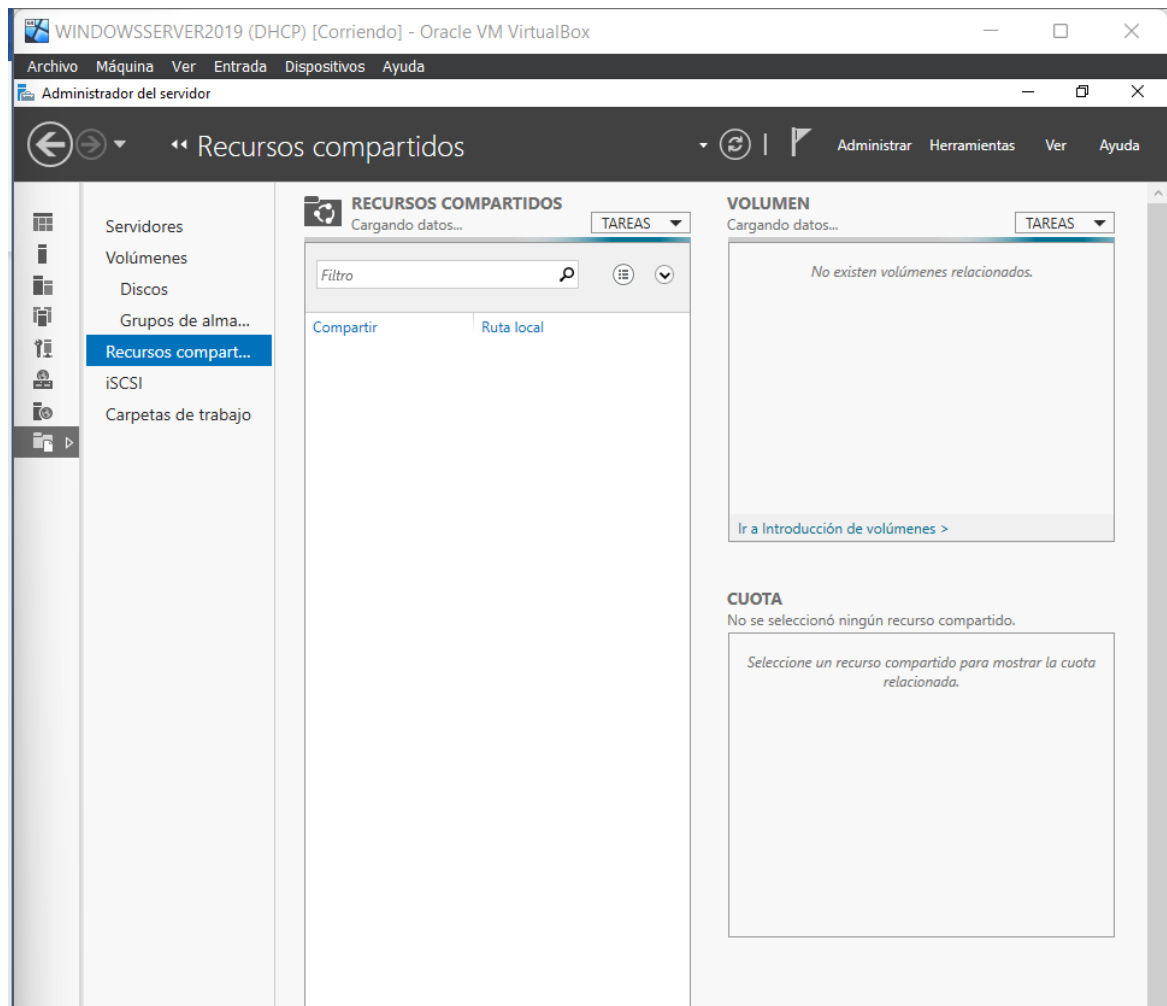 WINDOWSSERVER2019 (DHCP) [Corriendo] - Oracle VM VirtualBox
Archivo Máquina Ver Entrada Dispositivos Ayuda
Administrador del servidor
Recursos compartidos
Administrar Herramientas Ver Ayuda
Servidores
Volúmenes
Discos
Grupos de alma...
Recursos compart...
iSCSI
Carpetas de trabajo
RECURSOS COMPARTIDOS
Cargando datos...
TAREAS
Filtro
Compartir Ruta local
VOLUMEN
Cargando datos...
TAREAS
No existen volúmenes relacionados.
Ir a Introducción de volúmenes >
CUOTA
No se seleccionó ningún recurso compartido.
Seleccione un recurso compartido para mostrar la cuota
relacionada.